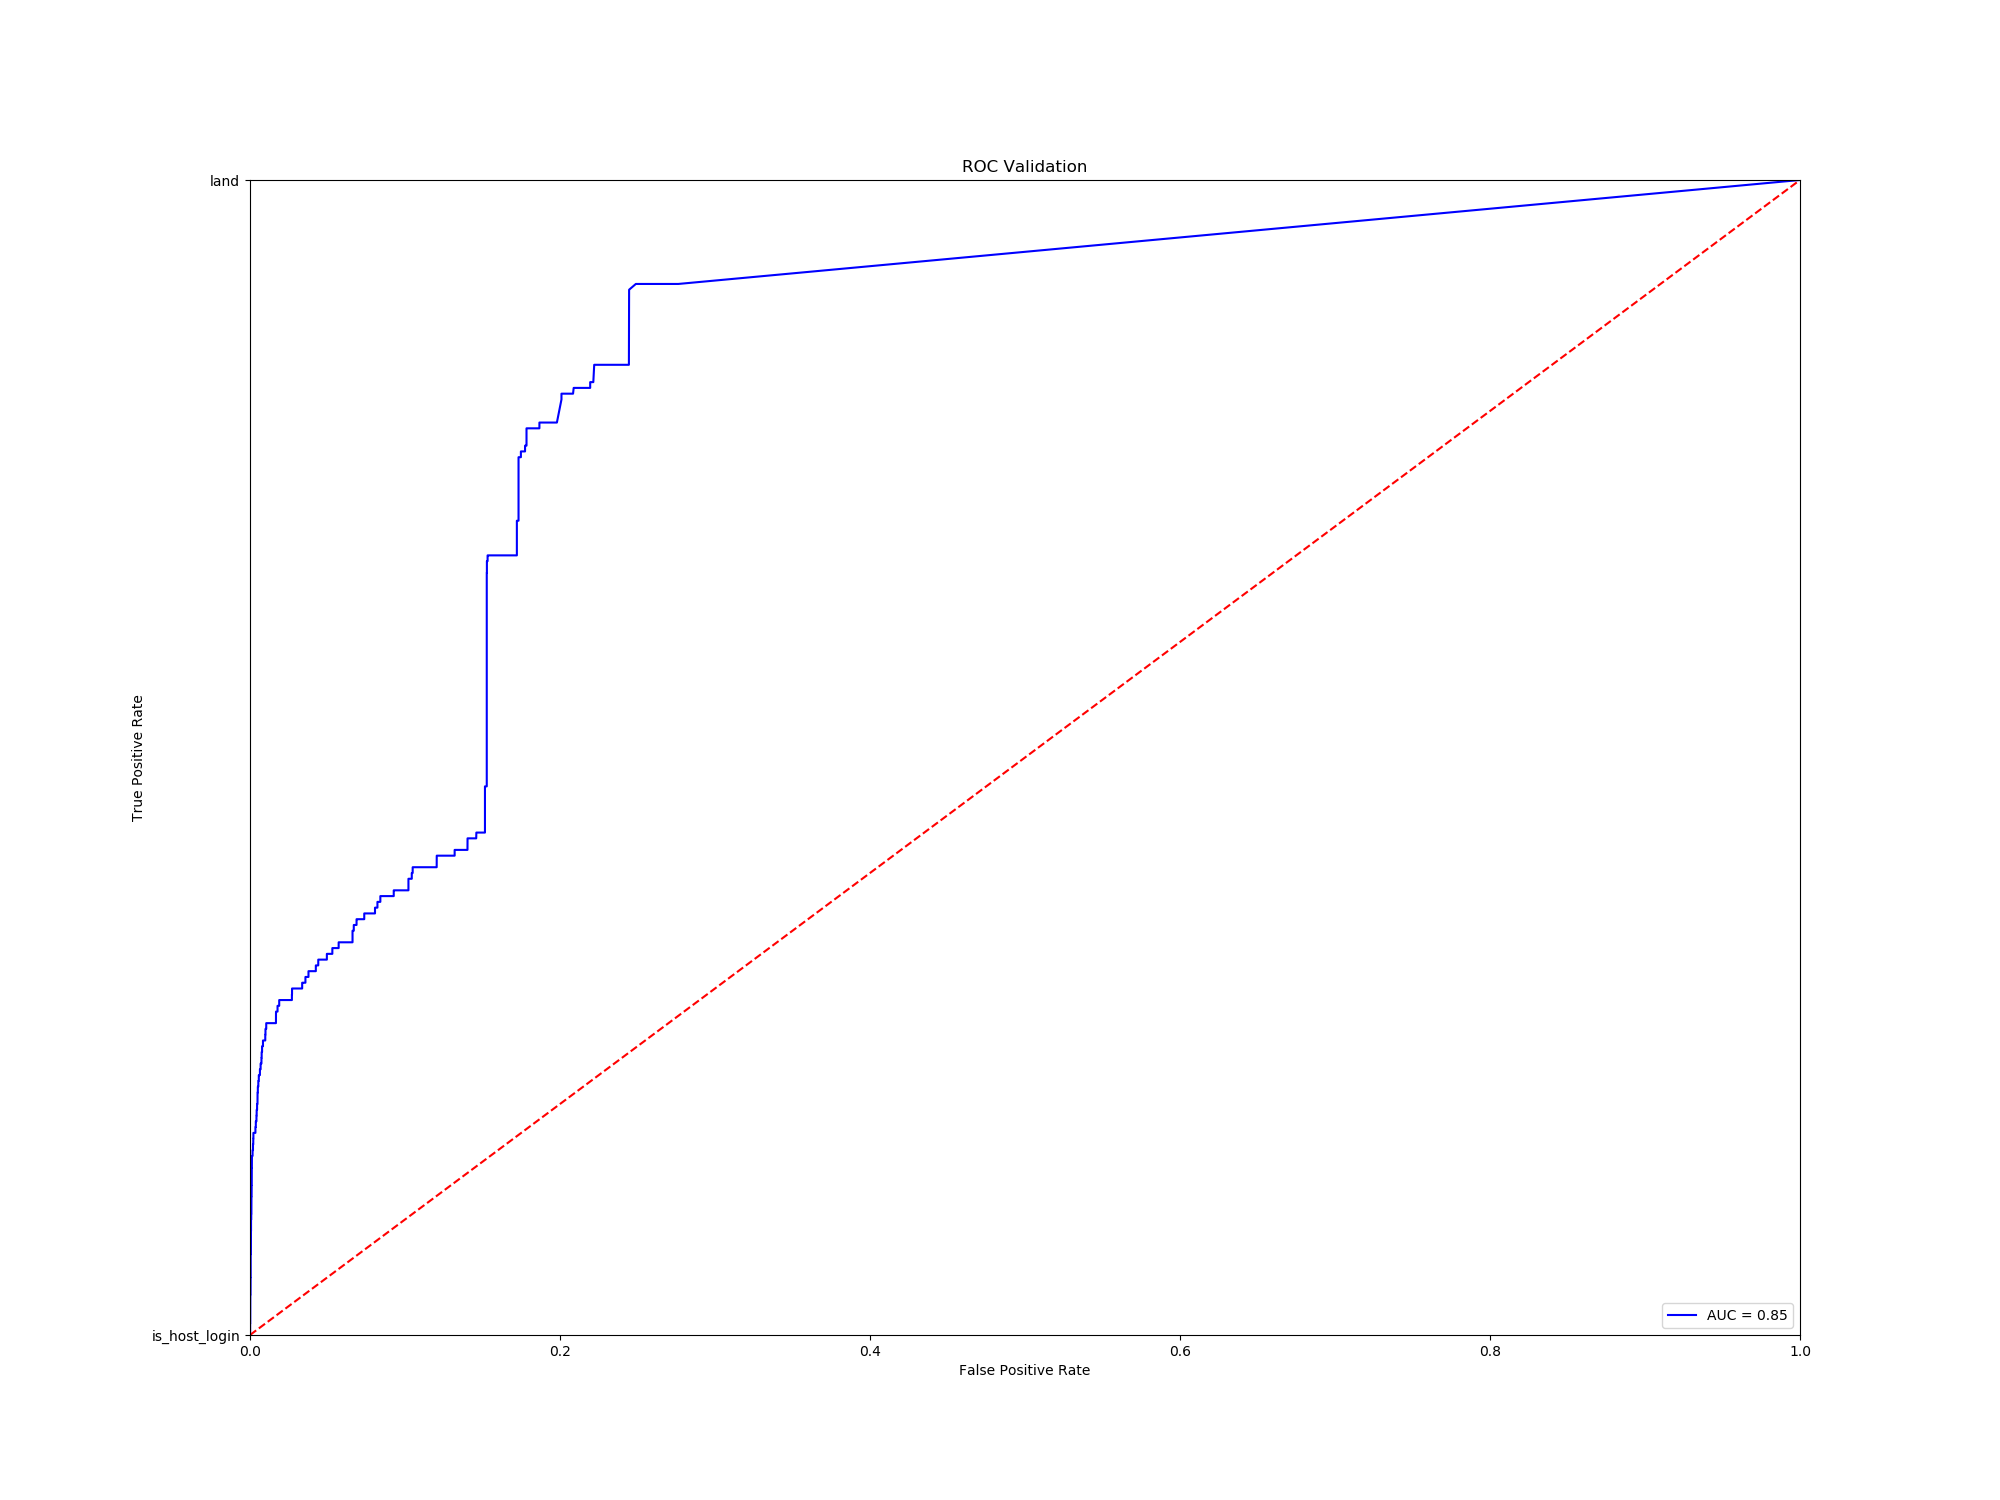 ROC Validation
land
True Positive Rate
is_host_login
AUC = 0.85
0.0 0.2 0.4 0.6 0.8 1.0
False Positive Rate